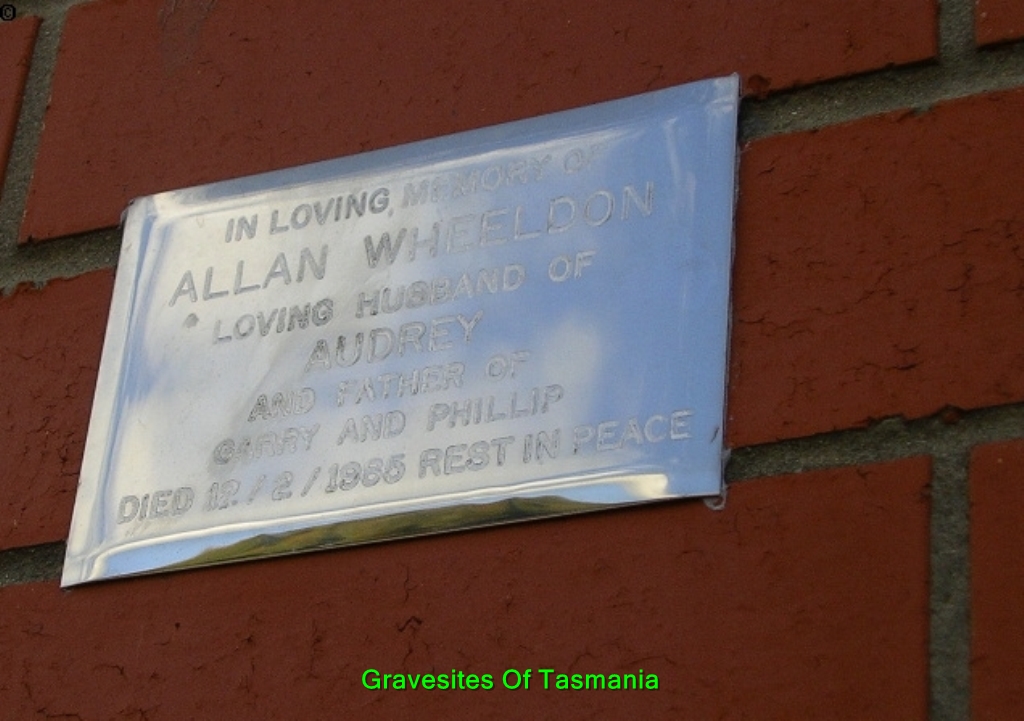 ©
IN LOVING MEMORY OF
ALLAN WHEELDON
LOVING HUSBAND OF
AUDREY
AND FATHER OF
GARRY AND PHILLIP
DIED 12 / 2 / 1985 REST IN PEACE
Gravesites Of Tasmania